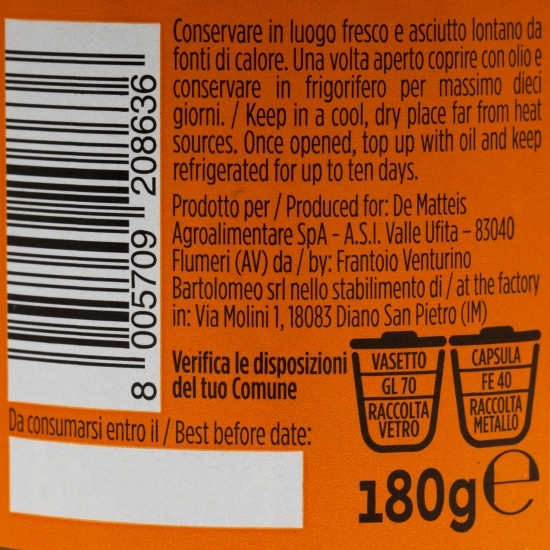 Conservare in luogo fresco e asciutto lontano da
fonti di calore. Una volta aperto coprire con olio e
conservare in frigorifero per massimo dieci
giorni. / Keep in a cool, dry place far from heat
sources. Once opened, top up with oil and keep
refrigerated for up to ten days.
Prodotto per / Produced for: De Matteis
Agroalimentare SpA - A.S.I. Valle Ufita – 83040
Flumeri (AV) da / by: Frantoio Venturino
Bartolomeo srl nello stabilimento di / at the factory
in: Via Molini 1, 18083 Diano San Pietro (IM)
Verifica le disposizioni
del tuo Comune
VASETTO
GL 70
RACCOLTA
VETRO
CAPSULA
FE 40
RACCOLTA
METALLO
8 005709 208636
Da consumarsi entro il / Best before date:
180g e